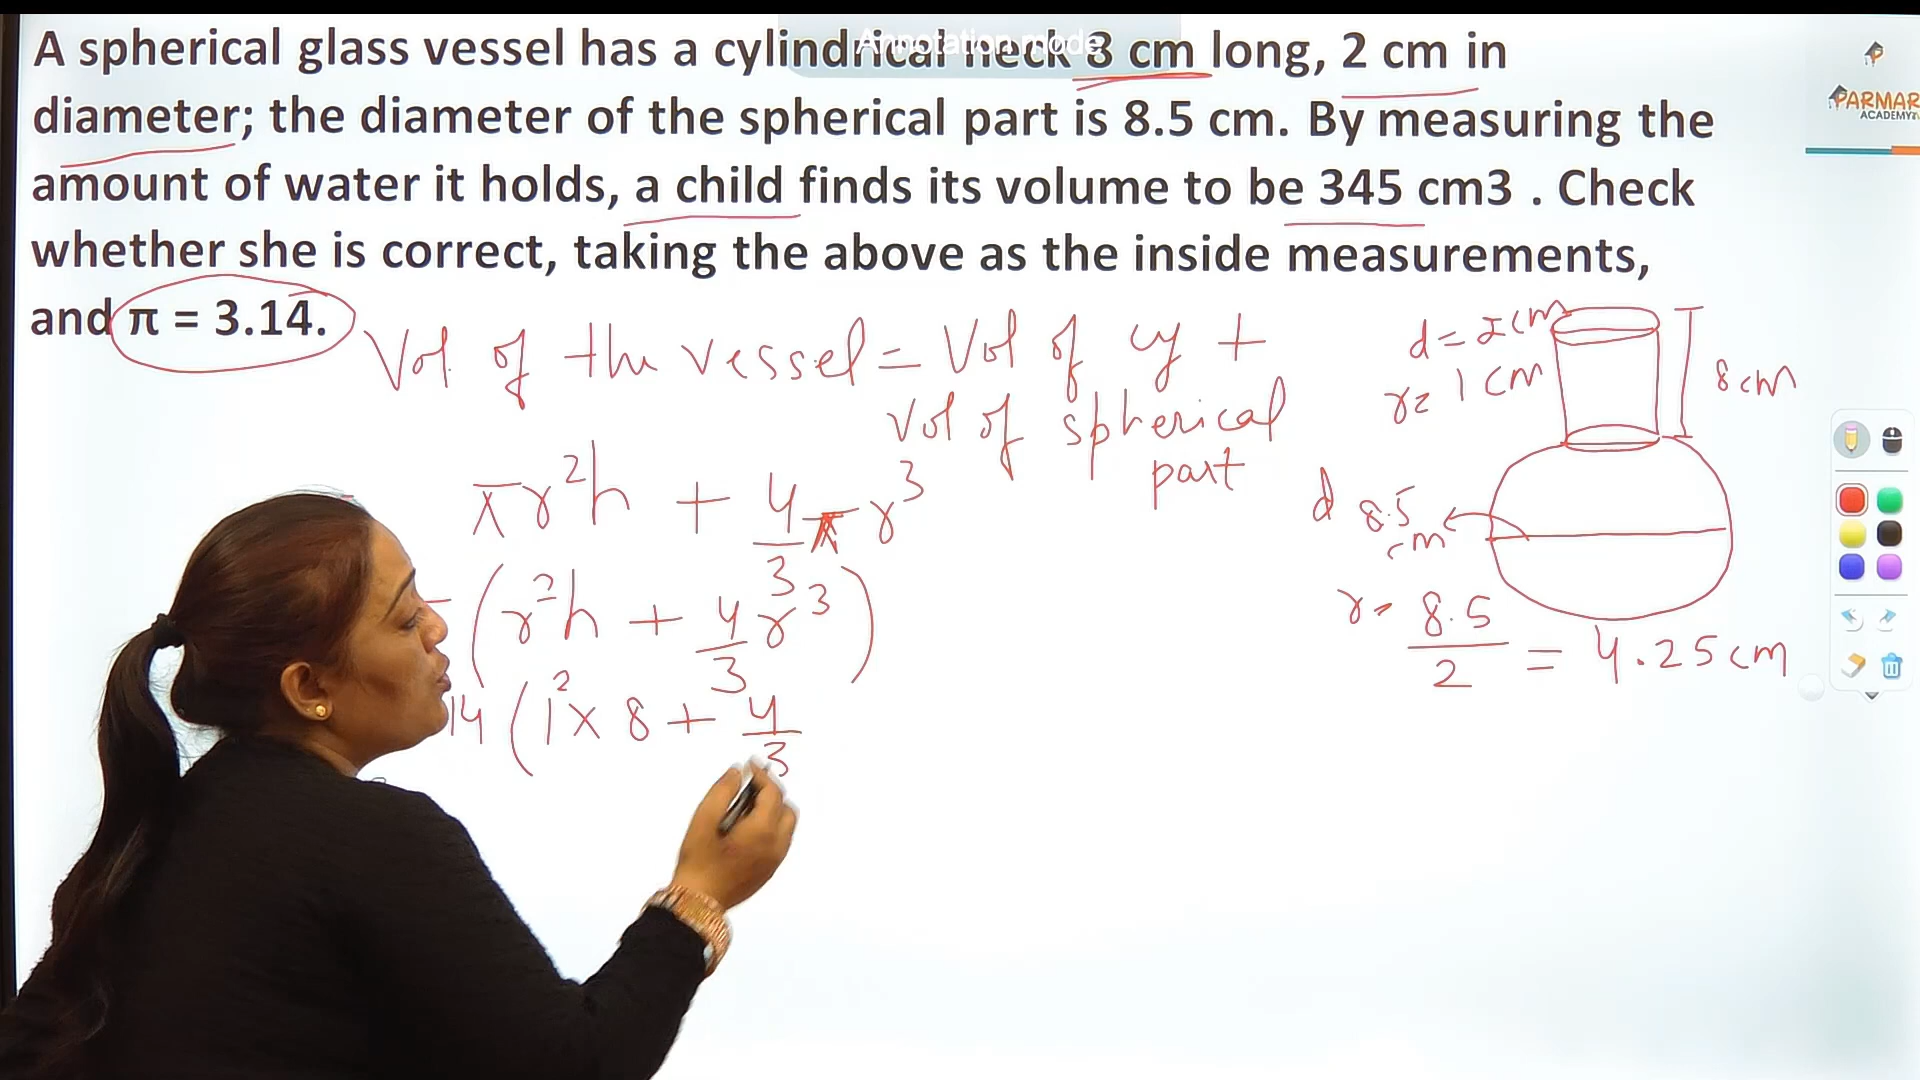 Annotation mode
A spherical glass vessel has a cylindrical neck 8 cm long, 2 cm in
diameter; the diameter of the spherical part is 8.5 cm. By measuring the
amount of water it holds, a child finds its volume to be 345 cm3 . Check
whether she is correct, taking the above as the inside measurements,
and π = 3.14.
PARMAR
ACADEMY
Vol. of the vessel = Vol of cy +
Vol of spherical
part
πr²h + 4/3 πr³
(r²h + 4/3 r³)
14 (1² × 8 + 4/3
d = 2 cm
r = 1 cm
8 cm
d 8.5
cm
r = 8.5/2 = 4.25 cm